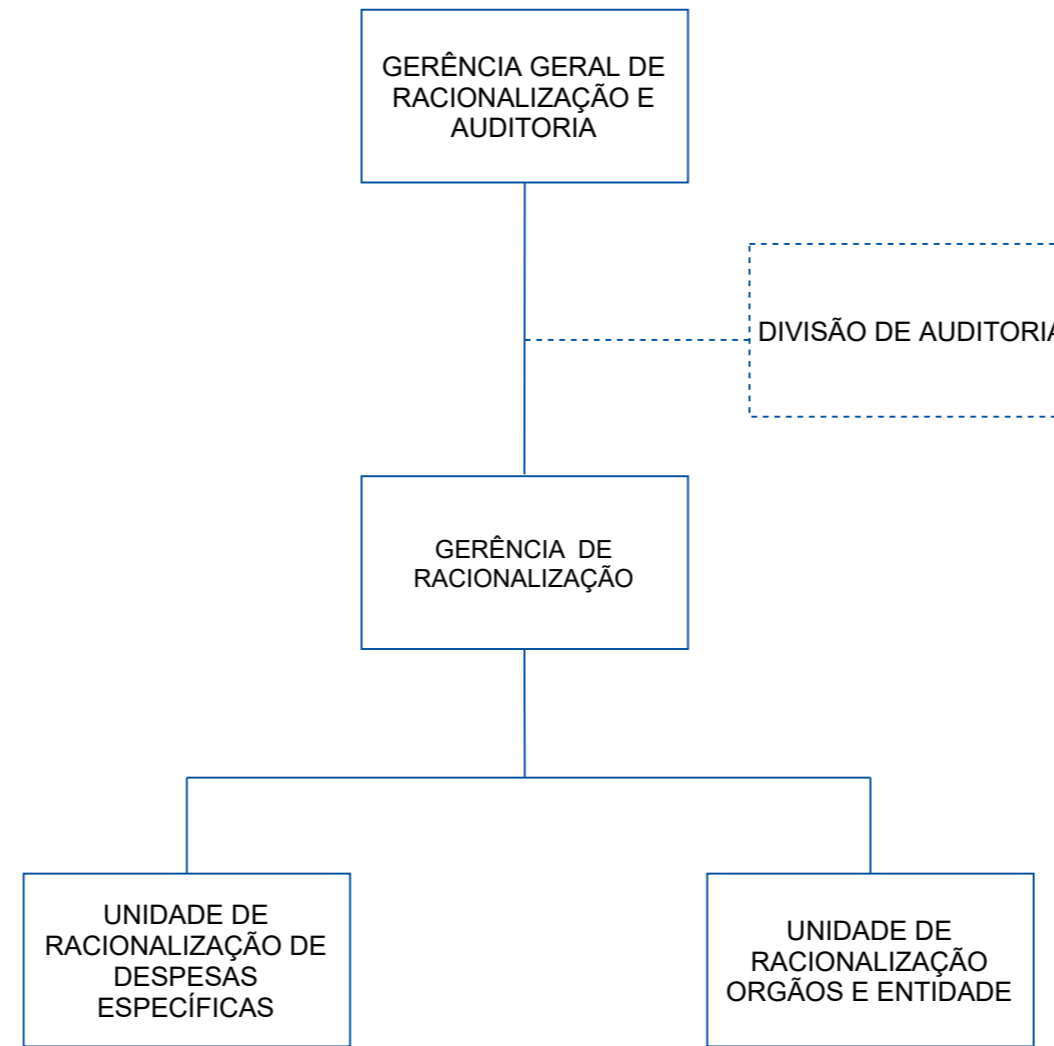 GERÊNCIA GERAL DE
RACIONALIZAÇÃO E
AUDITORIA
DIVISÃO DE AUDITORIA
GERÊNCIA DE
RACIONALIZAÇÃO
UNIDADE DE
RACIONALIZAÇÃO DE
DESPESAS
ESPECÍFICAS
UNIDADE DE
RACIONALIZAÇÃO
ORGÃOS E ENTIDADE